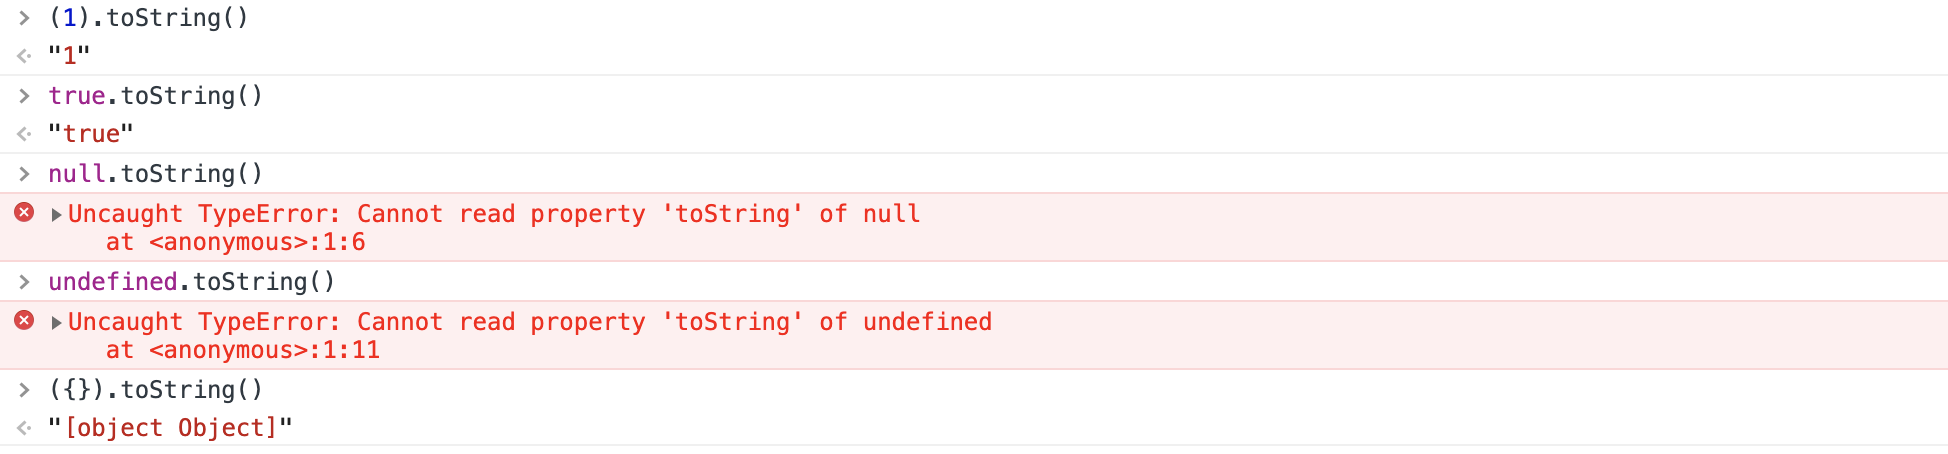 > (1).toString()
<· "1"
> true.toString()
<· "true"
> null.toString()
Uncaught TypeError: Cannot read property 'toString' of null
at <anonymous>:1:6
> undefined.toString()
Uncaught TypeError: Cannot read property 'toString' of undefined
at <anonymous>:1:11
> ({}).toString()
<· "[object Object]"